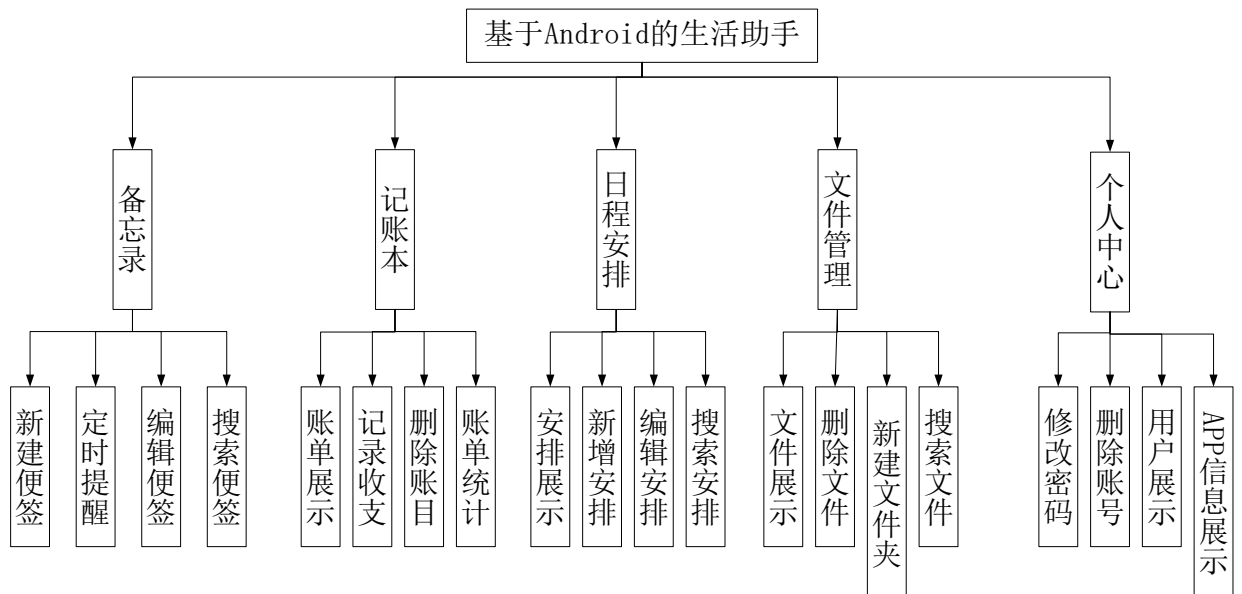 基于Android的生活助手
备忘录
记账本
日程安排
文件管理
个人中心
新建便签
定时提醒
编辑便签
搜索便签
账单展示
记录收支
删除账目
账单统计
安排展示
新增安排
编辑安排
搜索安排
文件展示
删除文件
新建文件夹
搜索文件
修改密码
删除账号
用户展示
APP信息展示